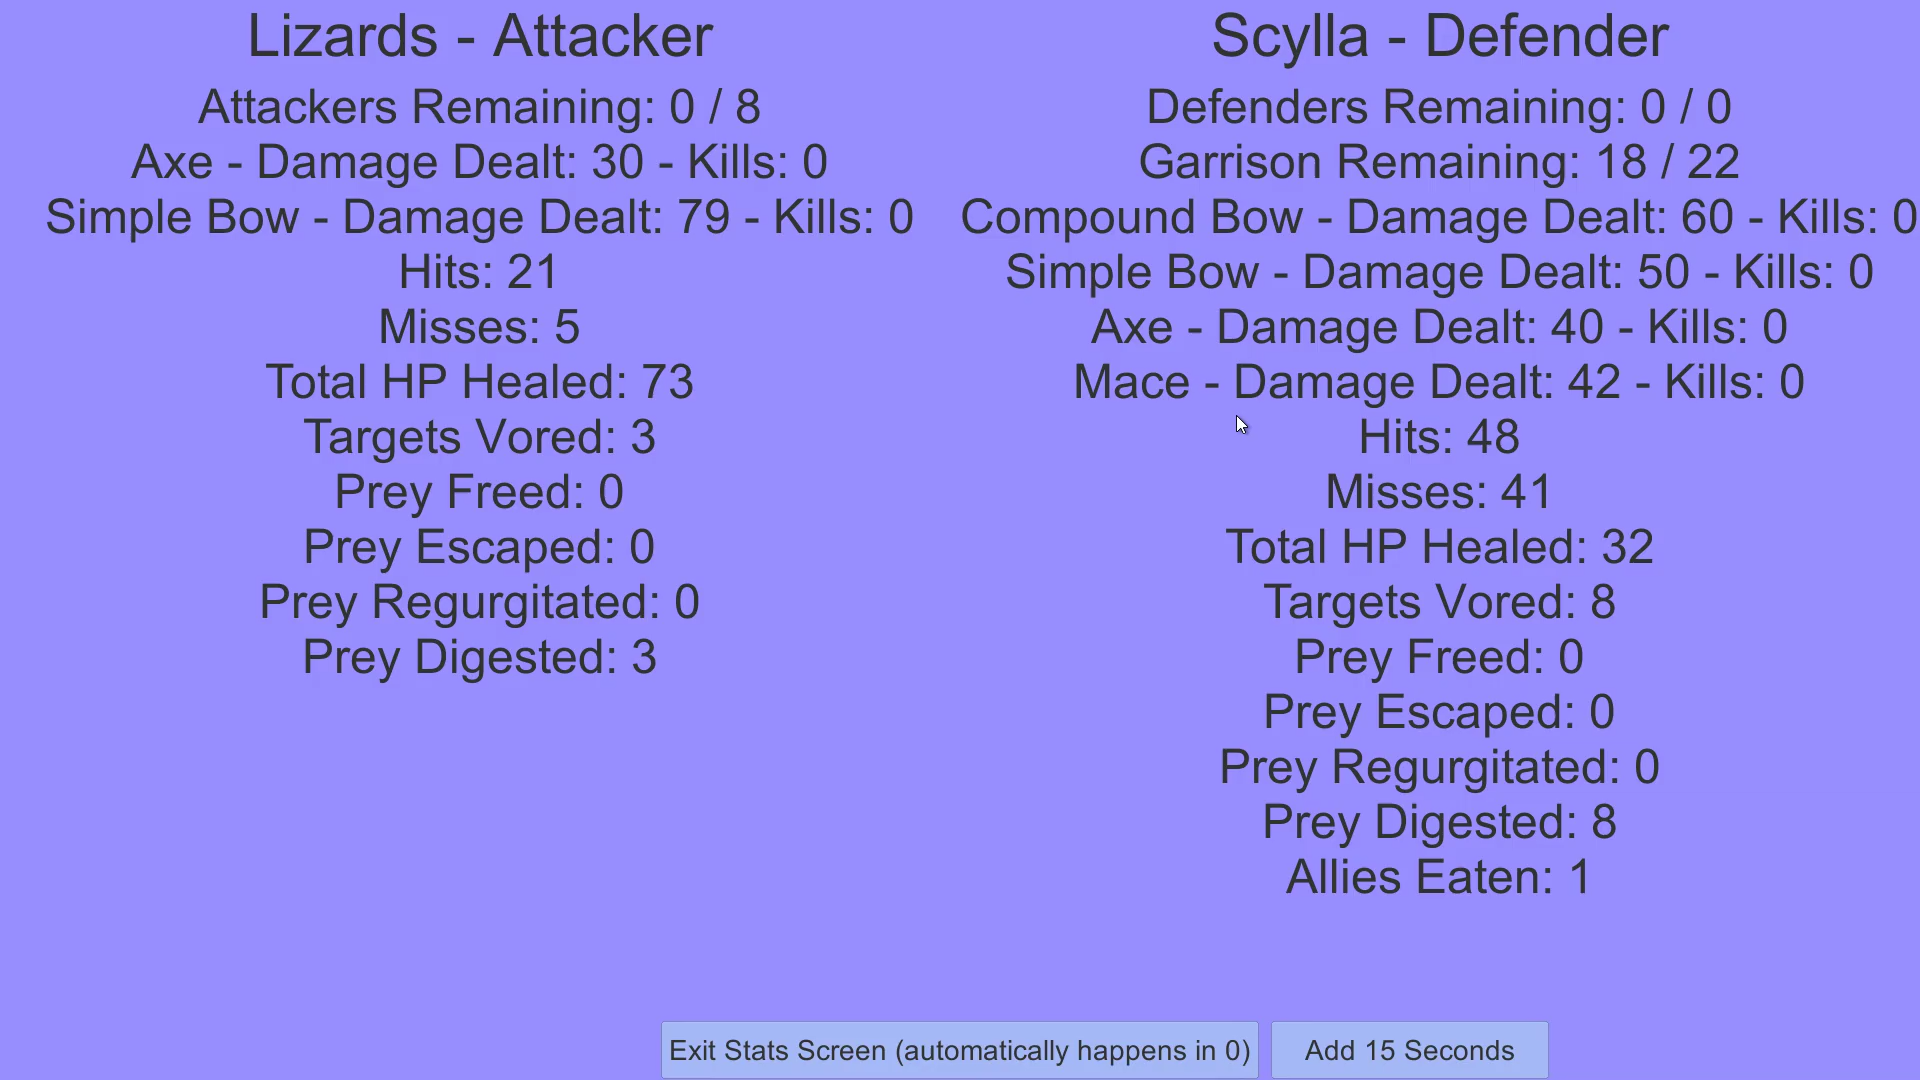 Lizards - Attacker
Attackers Remaining: 0 / 8
Axe - Damage Dealt: 30 - Kills: 0
Simple Bow - Damage Dealt: 79 - Kills: 0
Hits: 21
Misses: 5
Total HP Healed: 73
Targets Vored: 3
Prey Freed: 0
Prey Escaped: 0
Prey Regurgitated: 0
Prey Digested: 3
Scylla - Defender
Defenders Remaining: 0 / 0
Garrison Remaining: 18 / 22
Compound Bow - Damage Dealt: 60 - Kills: 0
Simple Bow - Damage Dealt: 50 - Kills: 0
Axe - Damage Dealt: 40 - Kills: 0
Mace - Damage Dealt: 42 - Kills: 0
Hits: 48
Misses: 41
Total HP Healed: 32
Targets Vored: 8
Prey Freed: 0
Prey Escaped: 0
Prey Regurgitated: 0
Prey Digested: 8
Allies Eaten: 1
Exit Stats Screen (automatically happens in 0)
Add 15 Seconds